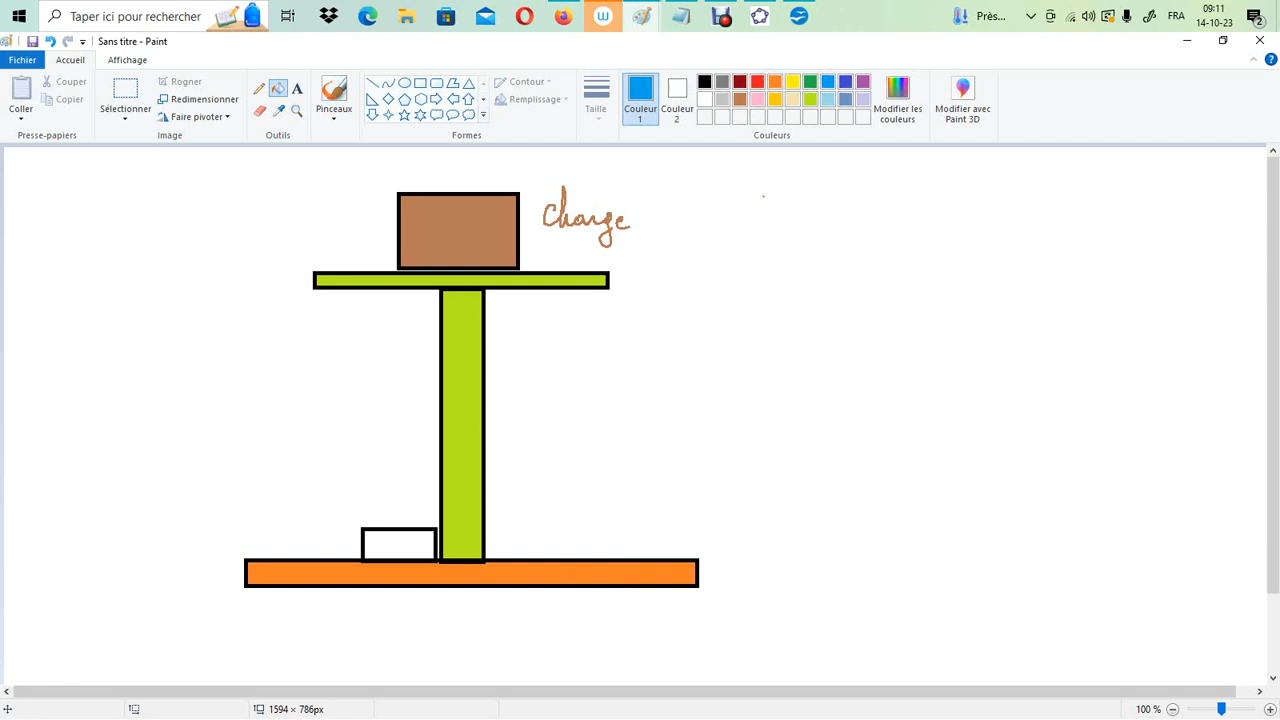 Taper ici pour rechercher
Près...
FRA
09:11
14-10-23
2
Sans titre - Paint
Fichier
Accueil
Affichage
Coller
Couper
Copier
Presse-papiers
Sélectionner
Rogner
Redimensionner
Faire pivoter
Image
A
Outils
Pinceaux
Contour
Remplissage
Formes
Taille
Couleur
1
Couleur
2
Couleurs
Modifier les
couleurs
Modifier avec
Paint 3D
Charge
1594 × 786px
100 %